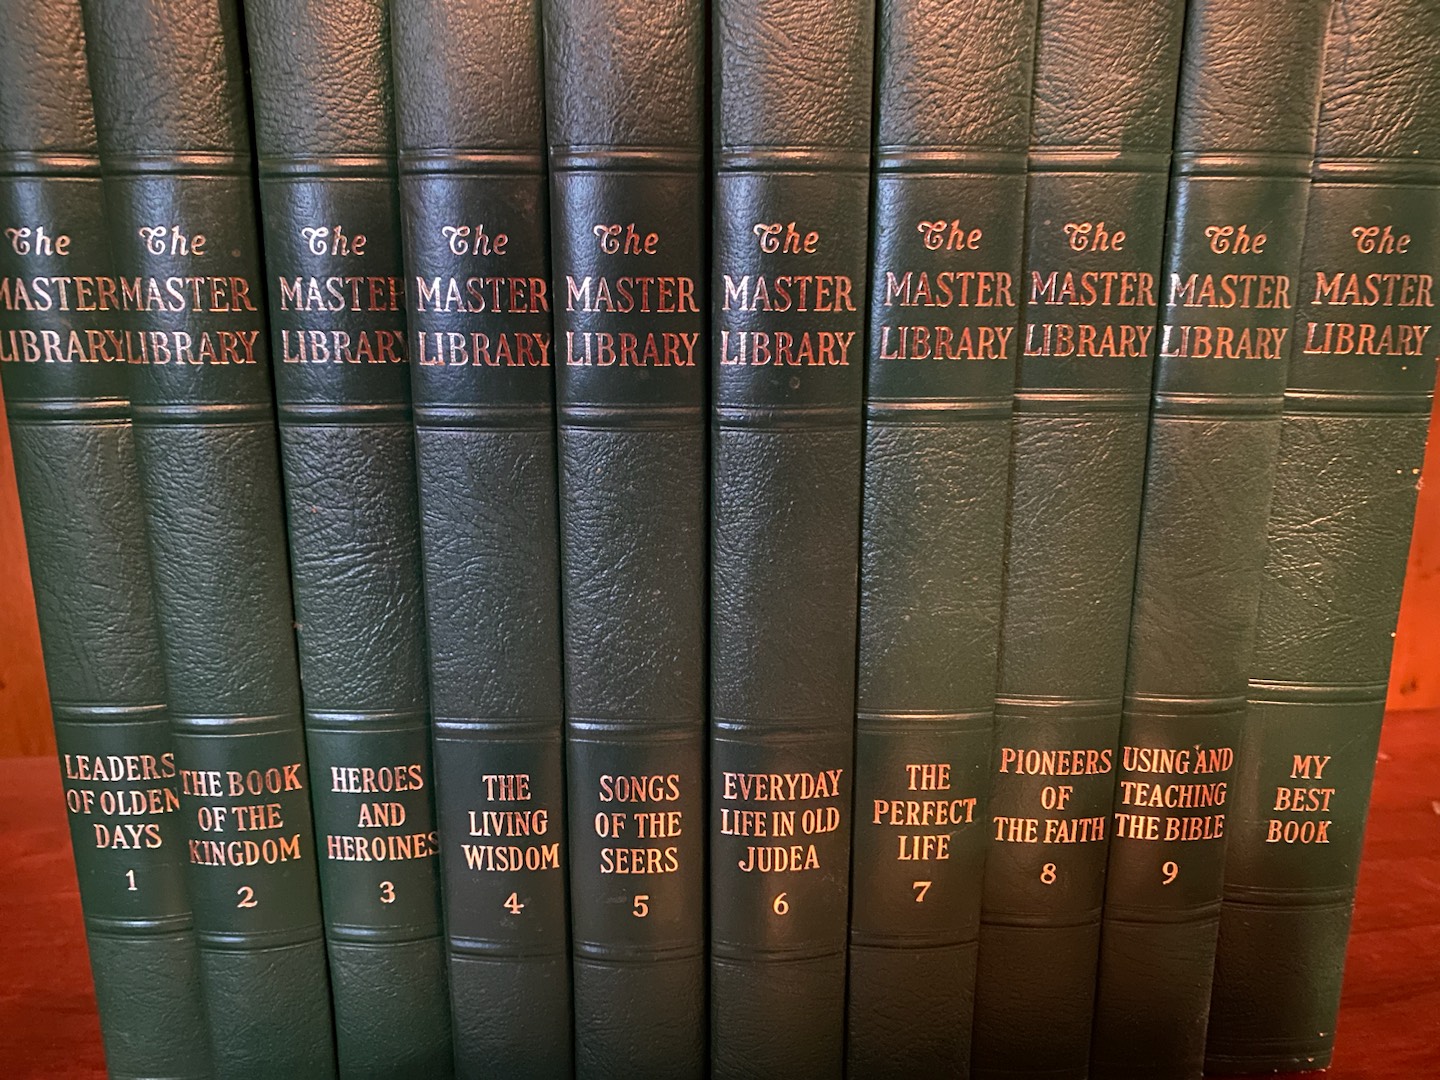 The
MASTER
LIBRARY
LEADERS
OF OLDEN
DAYS
1
The
MASTER
LIBRARY
THE BOOK
OF THE
KINGDOM
2
The
MASTER
LIBRARY
HEROES
AND
HEROINES
3
The
MASTER
LIBRARY
THE
LIVING
WISDOM
4
The
MASTER
LIBRARY
SONGS
OF THE
SEERS
5
The
MASTER
LIBRARY
EVERYDAY
LIFE IN OLD
JUDEA
6
The
MASTER
LIBRARY
THE
PERFECT
LIFE
7
The
MASTER
LIBRARY
PIONEERS
OF
THE FAITH
8
The
MASTER
LIBRARY
USING AND
TEACHING
THE BIBLE
9
The
MASTER
LIBRARY
MY
BEST
BOOK